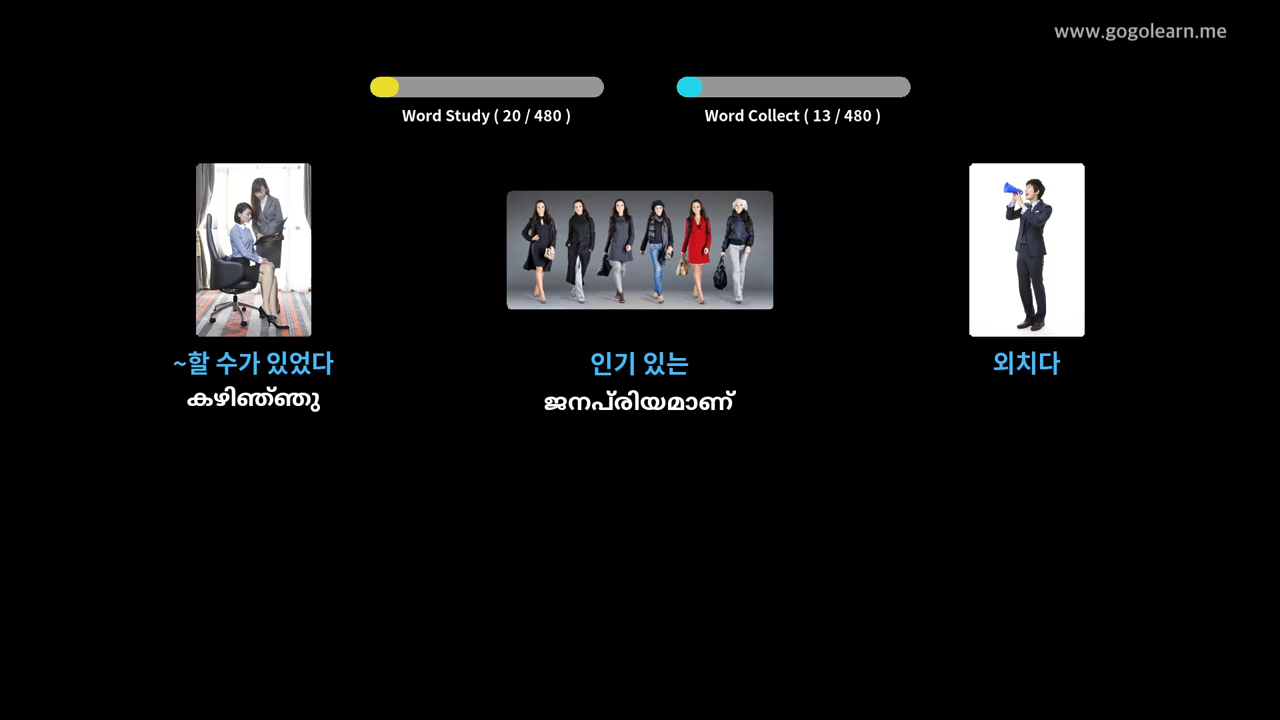 www.gogolearn.me
Word Study ( 20 / 480 )
Word Collect ( 13 / 480 )
~할 수가 있었다
인기 있는
외치다
കഴിഞ്ഞു
ജനപ്രിയമാണ്